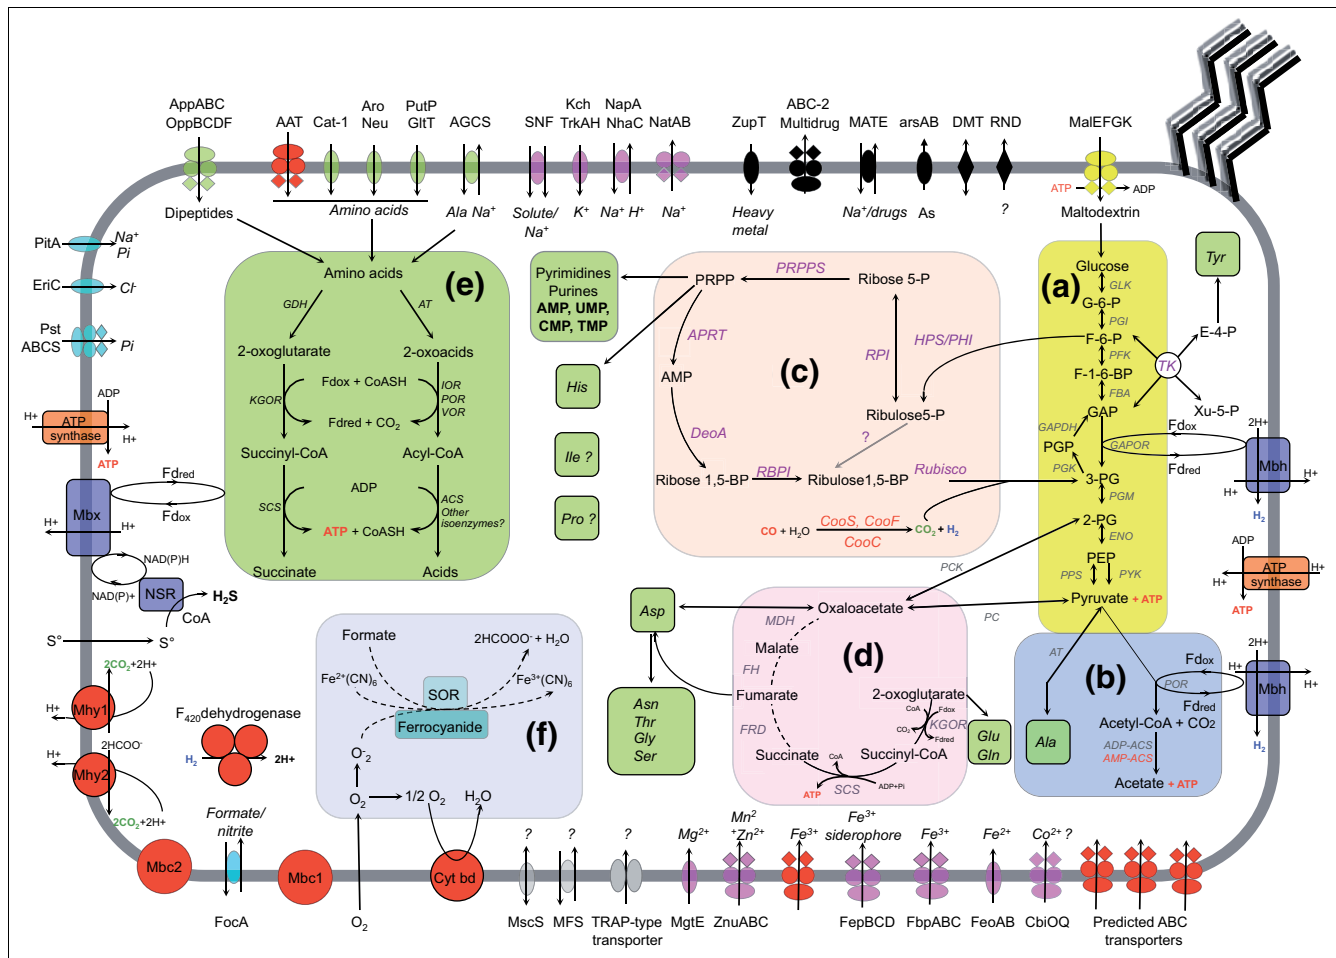 AppABC
OppBCDF
AAT
Cat-1
Aro
Neu
PutP
GltT
AGCS
SNF
Kch
TrkAH
NapA
NhaC
NatAB
ZupT
ABC-2
Multidrug
MATE
arsAB
DMT
RND
MalEFGK
ATP
ADP
Dipeptides
Amino acids
Ala Na+
Solute/
Na+
K+
Na+ H+
Na+
Heavy
metal
Na+/drugs
As
?
Maltodextrin
PitA
Na+
Pi
EriC
Cl-
Pst
ABCS
Pi
ADP
H+
ATP
synthase
H+
ATP
Mbx
H+
H+
Fdred
Fdox
NAD(P)H
NAD(P)+
NSR
CoA
H2S
S°
S°
2CO2+2H+
H+
Mhy1
2HCOO-
H+
Mhy2
2CO2+2H+
F420dehydrogenase
H2
2H+
(e)
Amino acids
GDH
AT
2-oxoglutarate
2-oxoacids
Fdox + CoASH
KGOR
IOR
POR
VOR
Fdred + CO2
Succinyl-CoA
Acyl-CoA
ADP
SCS
ACS
Other
isoenzymes?
ATP + CoASH
Succinate
Acids
Pyrimidines
Purines
AMP, UMP,
CMP, TMP
His
Ile ?
Pro ?
(c)
PRPP
PRPPS
Ribose 5-P
APRT
RPI
HPS/PHI
AMP
Ribulose5-P
DeoA
?
Ribose 1,5-BP
RBPI
Ribulose1,5-BP
Rubisco
CO + H2O
CooS, CooF
CooC
CO2 + H2
(a)
Glucose
GLK
G-6-P
PGI
F-6-P
PFK
F-1-6-BP
FBA
GAP
GAPDH
GAPOR
PGP
PGK
3-PG
PGM
2-PG
ENO
PEP
PPS
PYK
Pyruvate + ATP
Tyr
E-4-P
TK
Xu-5-P
Fdox
Fdred
2H+
Mbh
H+
H+
H2
ADP
H+
ATP
synthase
H+
ATP
PCK
PC
(b)
AT
Ala
POR
Fdox
Fdred
H+
2H+
Mbh
H+
H2
Acetyl-CoA + CO2
ADP-ACS
AMP-ACS
Acetate + ATP
(d)
Asp
Asn
Thr
Gly
Ser
Oxaloacetate
MDH
Malate
FH
Fumarate
FRD
Succinate
2-oxoglutarate
CoA
Fdox
KGOR
CO2
Fdred
Succinyl-CoA
CoA
SCS
ADP+Pi
ATP
Glu
Gln
(f)
Formate
2HCOOO- + H2O
Fe2+(CN)6
Fe3+(CN)6
SOR
Ferrocyanide
O-2
O2
1/2 O2
H2O
Mbc2
Formate/
nitrite
FocA
Mbc1
O2
Cyt bd
?
MscS
?
MFS
?
TRAP-type
transporter
Mg2+
MgtE
Mn2
+Zn2+
ZnuABC
Fe3+
Fe3+
siderophore
FepBCD
Fe3+
FbpABC
Fe2+
FeoAB
Co2+ ?
CbiOQ
Predicted ABC
transporters